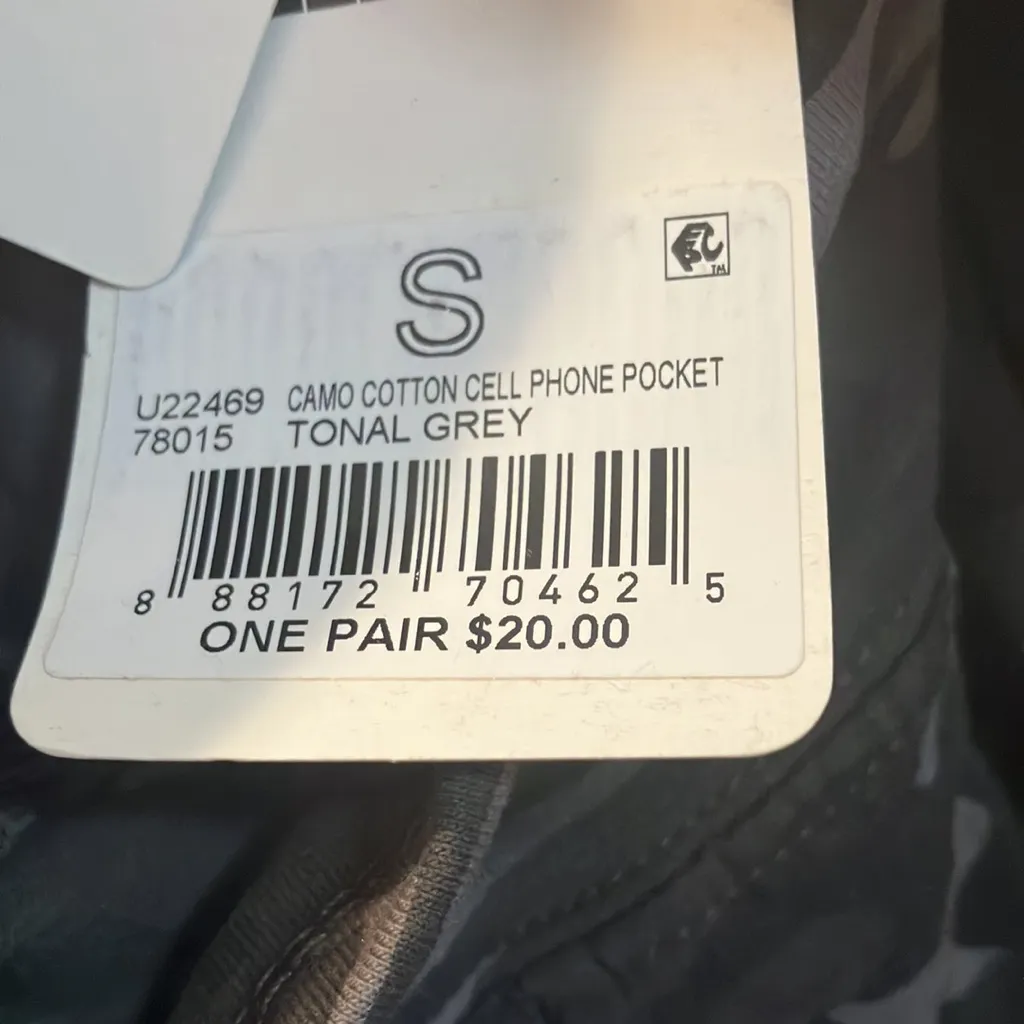 S
U22469 CAMO COTTON CELL PHONE POCKET
78015 TONAL GREY
8 88172 70462 5
ONE PAIR $20.00